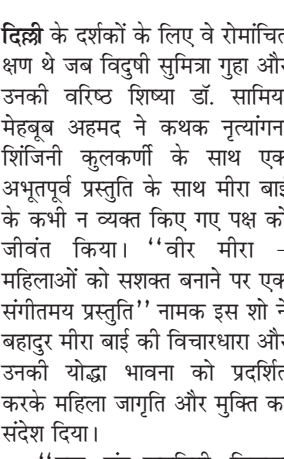 दिल्ली के दर्शकों के लिए वे रोमांचित
क्षण थे जब विदुषी सुमित्रा गुहा और
उनकी वरिष्ठ शिष्या डॉ. सामिय
मेहबूब अहमद ने कथक नृत्यांगन
शिंजिनी कुलकर्णी के साथ एक
अभूतपूर्व प्रस्तुति के साथ मीरा बाई
के कभी न व्यक्त किए गए पक्ष को
जीवंत किया। ‘‘वीर मीरा -
महिलाओं को सशक्त बनाने पर एक
संगीतमय प्रस्तुति’’ नामक इस शो ने
बहादुर मीरा बाई की विचारधारा और
उनकी योद्धा भावना को प्रदर्शित
करके महिला जागृति और मुक्ति क
संदेश दिया।